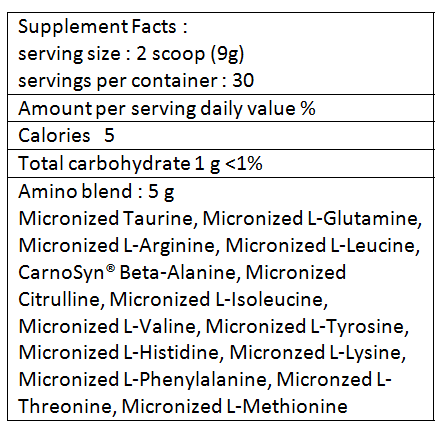 Supplement Facts :
serving size : 2 scoop (9g)
servings per container : 30
Amount per serving daily value %
Calories  5
Total carbohydrate 1 g <1%
Amino blend : 5 g
Micronized Taurine, Micronized L-Glutamine,
Micronized L-Arginine, Micronized L-Leucine,
CarnoSyn® Beta-Alanine, Micronized
Citrulline, Micronized L-Isoleucine,
Micronized L-Valine, Micronized L-Tyrosine,
Micronized L-Histidine, Micronzed L-Lysine,
Micronized L-Phenylalanine, Micronzed L-
Threonine, Micronized L-Methionine